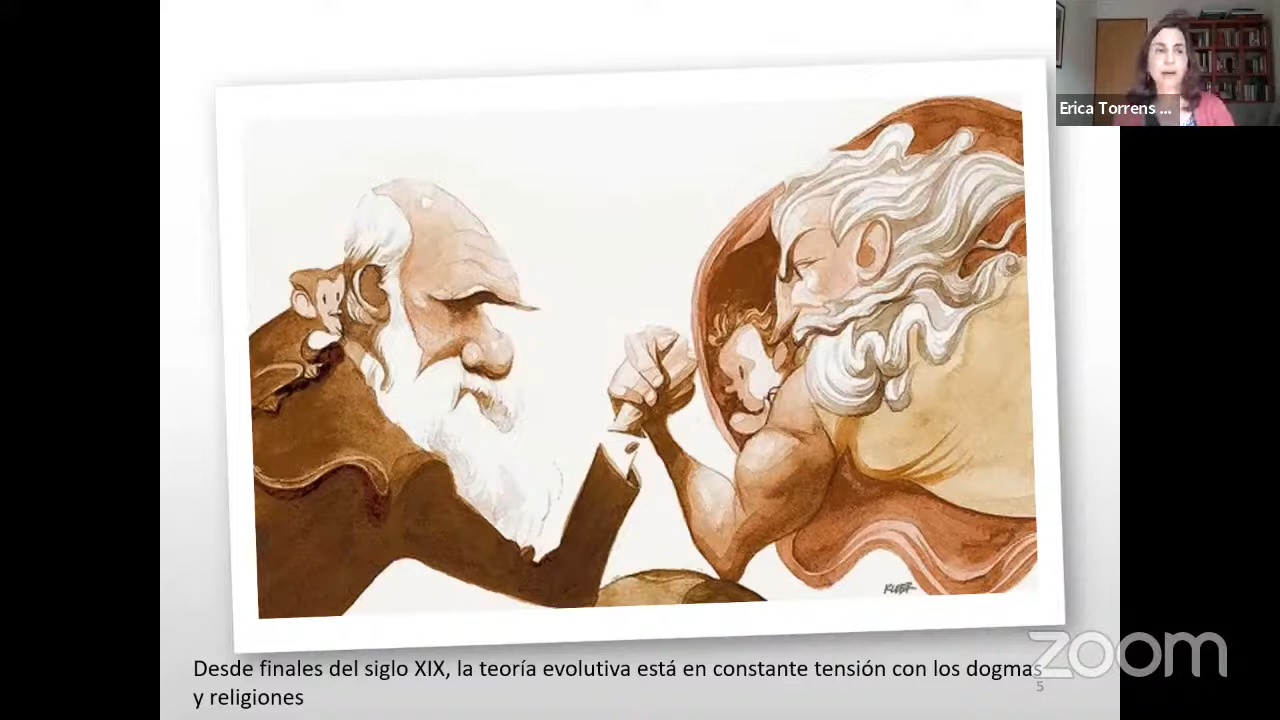 Erica Torrens ...
Desde finales del siglo XIX, la teoría evolutiva está en constante tensión con los dogmas
y religiones
5
zoom